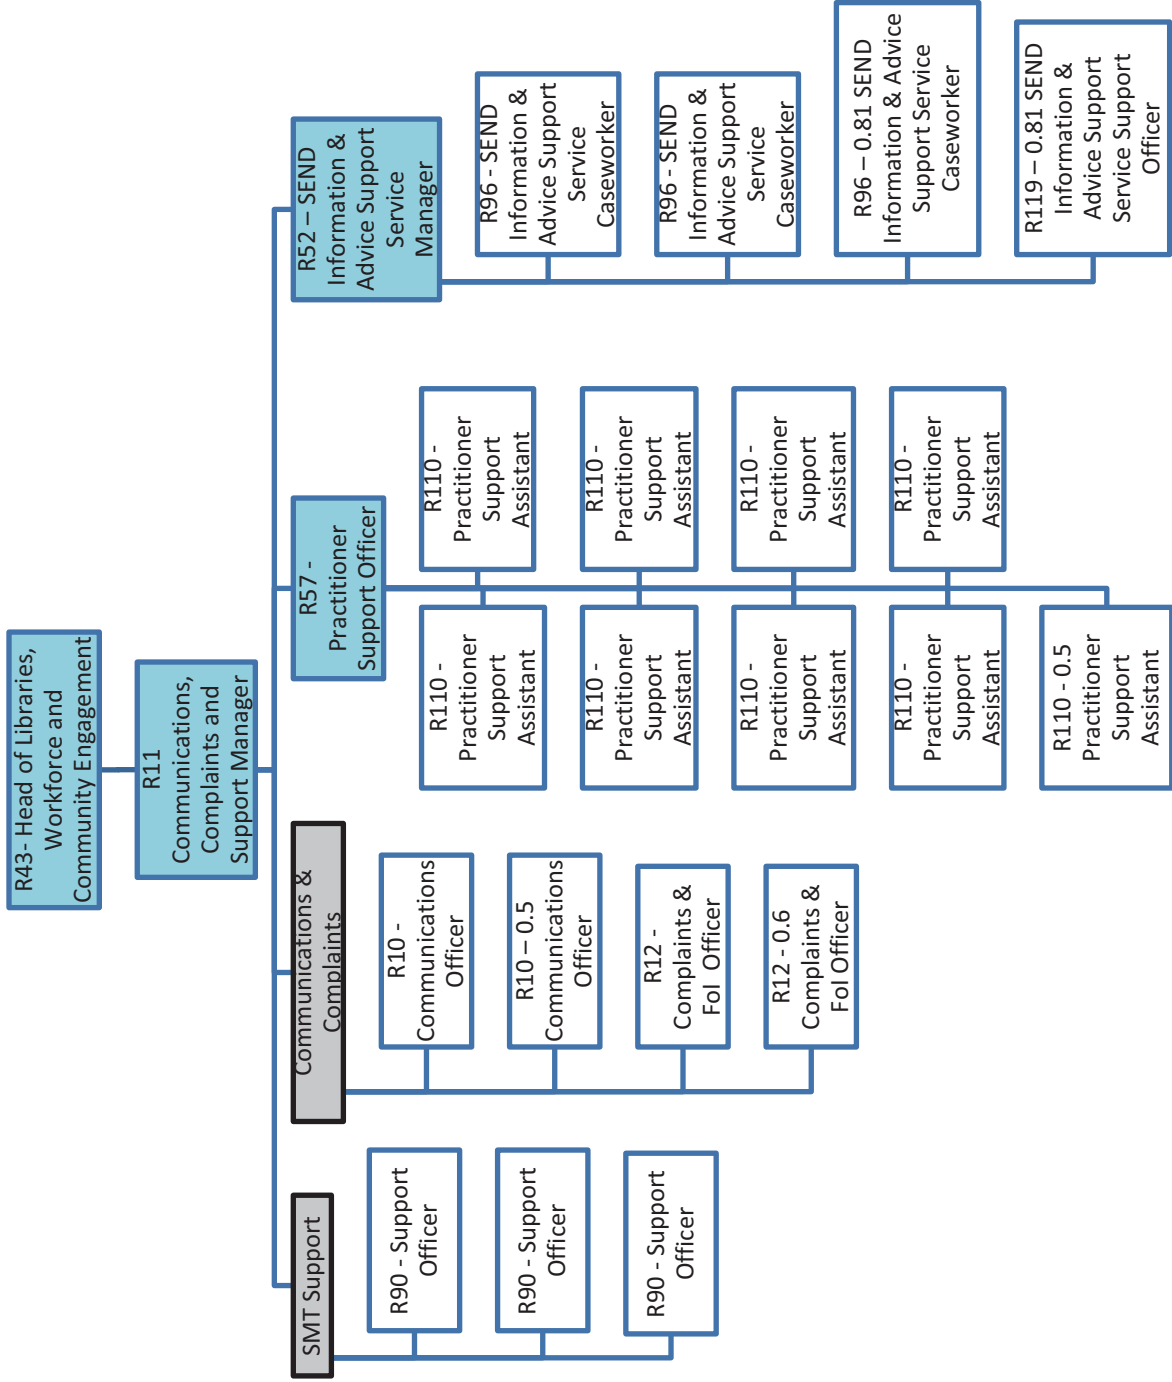 R43- Head of Libraries,
Workforce and
Community Engagement
R11
Communications,
Complaints and
Support Manager
SMT Support
R90 - Support
Officer
R90 - Support
Officer
R90 - Support
Officer
Communications &
Complaints
R10 -
Communications
Officer
R10 – 0.5
Communications
Officer
R12 -
Complaints &
FoI  Officer
R12 - 0.6
Complaints &
FoI Officer
R57 -
Practitioner
Support Officer
R110 -
Practitioner
Support
Assistant
R110 -
Practitioner
Support
Assistant
R110 -
Practitioner
Support
Assistant
R110 -
Practitioner
Support
Assistant
R110 -
Practitioner
Support
Assistant
R110 -
Practitioner
Support
Assistant
R110 -
Practitioner
Support
Assistant
R110 -
Practitioner
Support
Assistant
R110 - 0.5
Practitioner
Support
Assistant
R52 – SEND
Information &
Advice Support
Service
Manager
R96 - SEND
Information &
Advice Support
Service
Caseworker
R96 - SEND
Information &
Advice Support
Service
Caseworker
R96 – 0.81 SEND
Information & Advice
Support Service
Caseworker
R119 – 0.81 SEND
Information &
Advice Support
Service Support
Officer